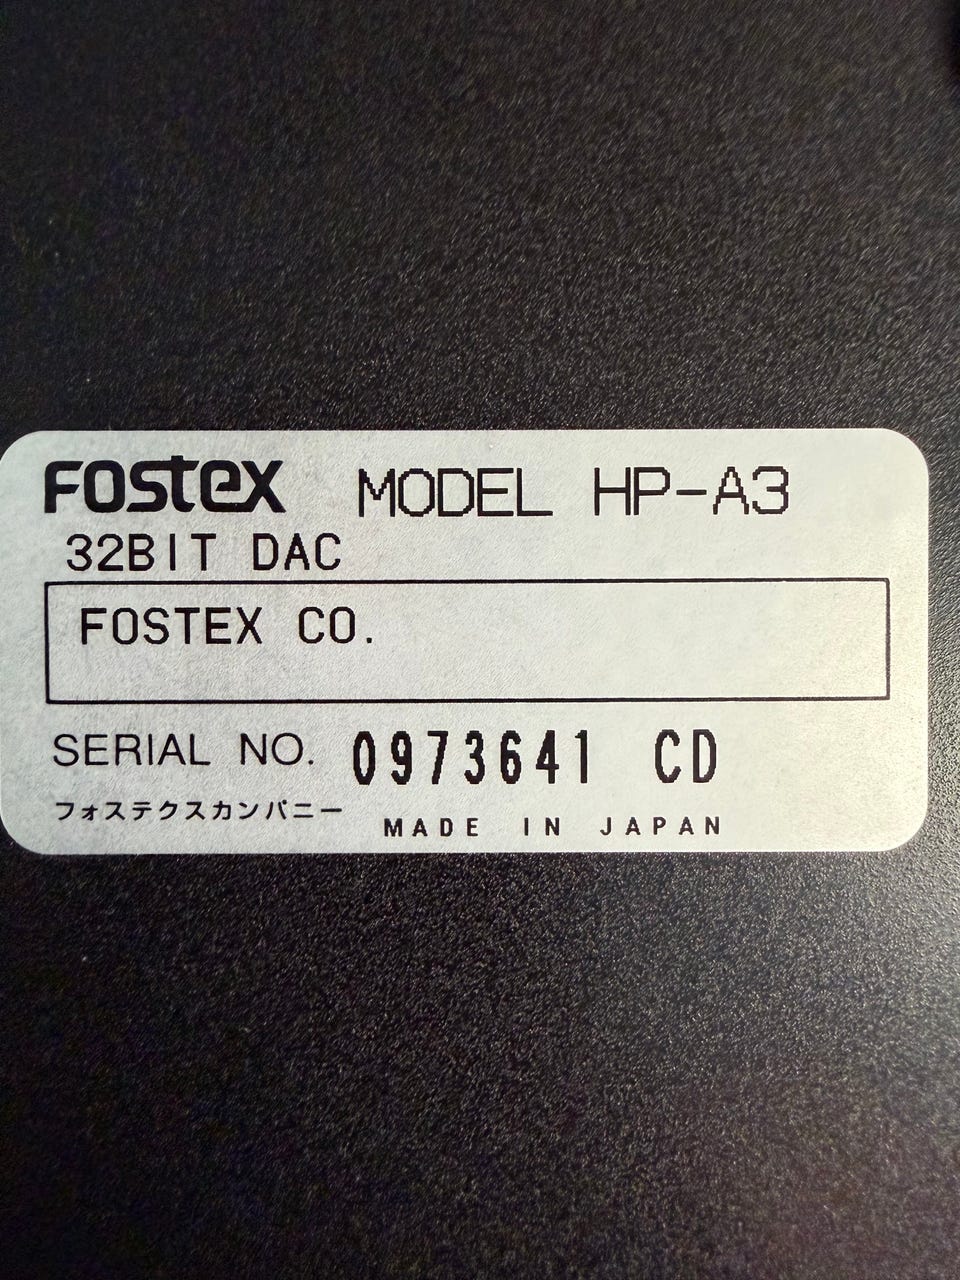 Fostex MODEL HP-A3
32BIT DAC
FOSTEX CO.
SERIAL NO. 0973641 CD
フォステクスカンパニー
MADE IN JAPAN